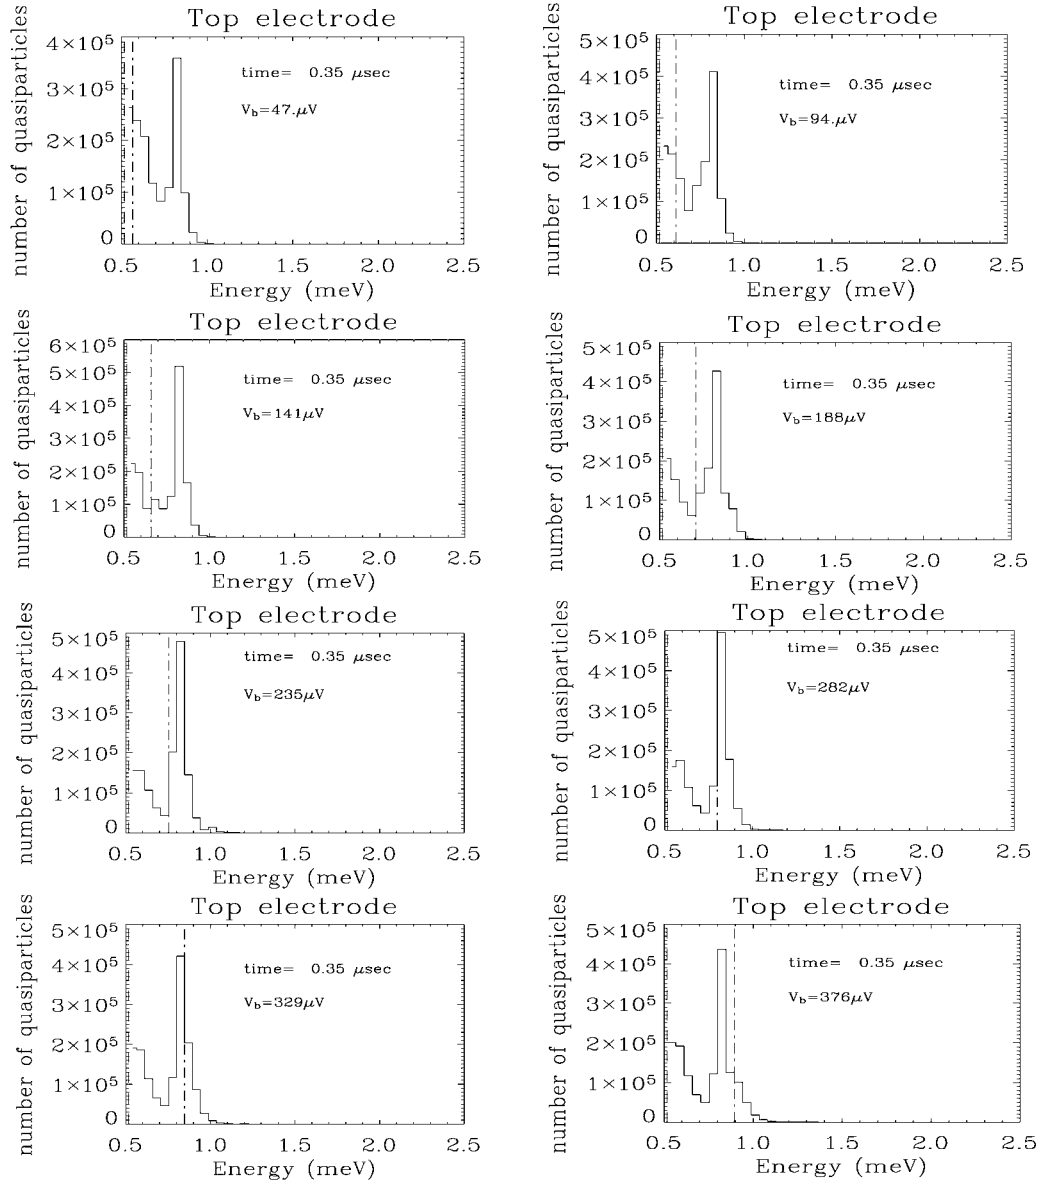 Top electrode
number of quasiparticles
4×10⁵
3×10⁵
2×10⁵
1×10⁵
0
time= 0.35 μsec
V_b=47.μV
0.5 1.0 1.5 2.0 2.5
Energy (meV)
Top electrode
number of quasiparticles
5×10⁵
4×10⁵
3×10⁵
2×10⁵
1×10⁵
0
time= 0.35 μsec
V_b=94.μV
0.5 1.0 1.5 2.0 2.5
Energy (meV)
Top electrode
number of quasiparticles
6×10⁵
5×10⁵
4×10⁵
3×10⁵
2×10⁵
1×10⁵
0
time= 0.35 μsec
V_b=141μV
0.5 1.0 1.5 2.0 2.5
Energy (meV)
Top electrode
number of quasiparticles
5×10⁵
4×10⁵
3×10⁵
2×10⁵
1×10⁵
0
time= 0.35 μsec
V_b=188μV
0.5 1.0 1.5 2.0 2.5
Energy (meV)
Top electrode
number of quasiparticles
5×10⁵
4×10⁵
3×10⁵
2×10⁵
1×10⁵
0
time= 0.35 μsec
V_b=235μV
0.5 1.0 1.5 2.0 2.5
Energy (meV)
Top electrode
number of quasiparticles
5×10⁵
4×10⁵
3×10⁵
2×10⁵
1×10⁵
0
time= 0.35 μsec
V_b=282μV
0.5 1.0 1.5 2.0 2.5
Energy (meV)
Top electrode
number of quasiparticles
5×10⁵
4×10⁵
3×10⁵
2×10⁵
1×10⁵
0
time= 0.35 μsec
V_b=329μV
0.5 1.0 1.5 2.0 2.5
Energy (meV)
Top electrode
number of quasiparticles
5×10⁵
4×10⁵
3×10⁵
2×10⁵
1×10⁵
0
time= 0.35 μsec
V_b=376μV
0.5 1.0 1.5 2.0 2.5
Energy (meV)